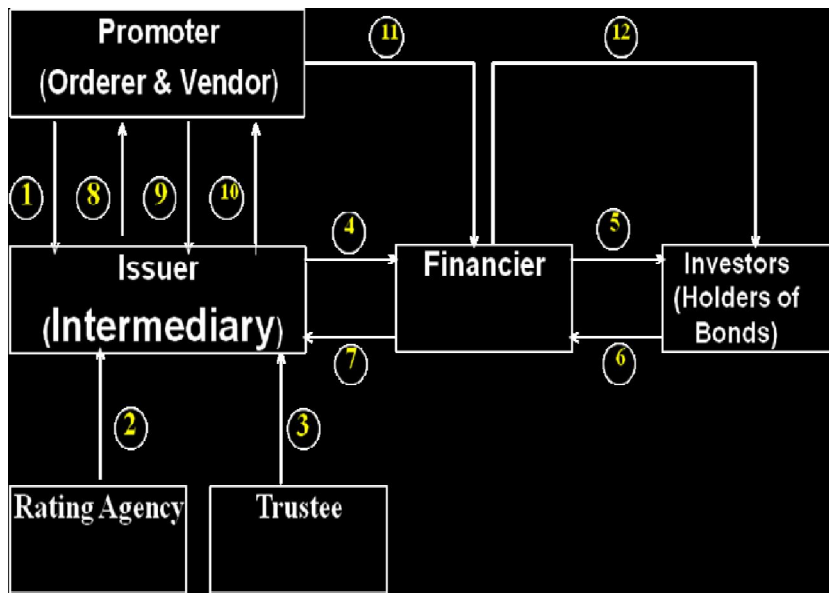 Promoter
(Orderer & Vendor)
11
12
1
8
9
10
4
5
Issuer
(Intermediary)
Financier
Investors
(Holders of
Bonds)
7
6
2
3
Rating Agency
Trustee